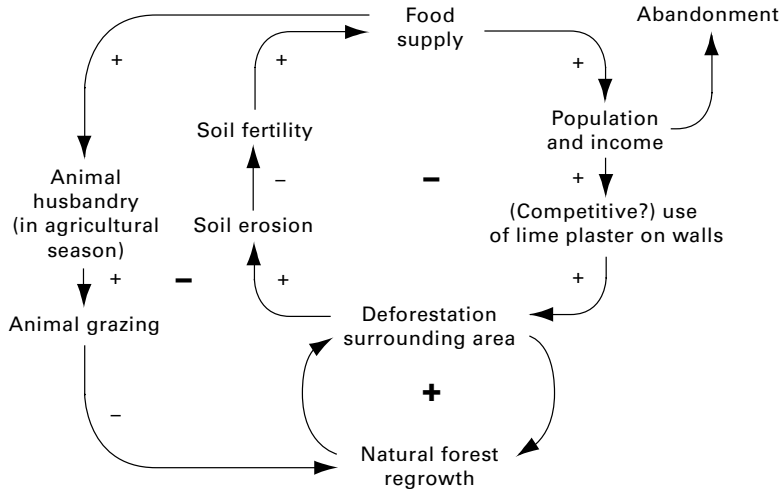 Food
supply
Abandonment
+
+
+
Soil fertility
Population
and income
Animal
husbandry
(in agricultural
season)
–
–
+
(Competitive?) use
of lime plaster on walls
Soil erosion
+
–
+
+
Animal grazing
Deforestation
surrounding area
+
–
Natural forest
regrowth